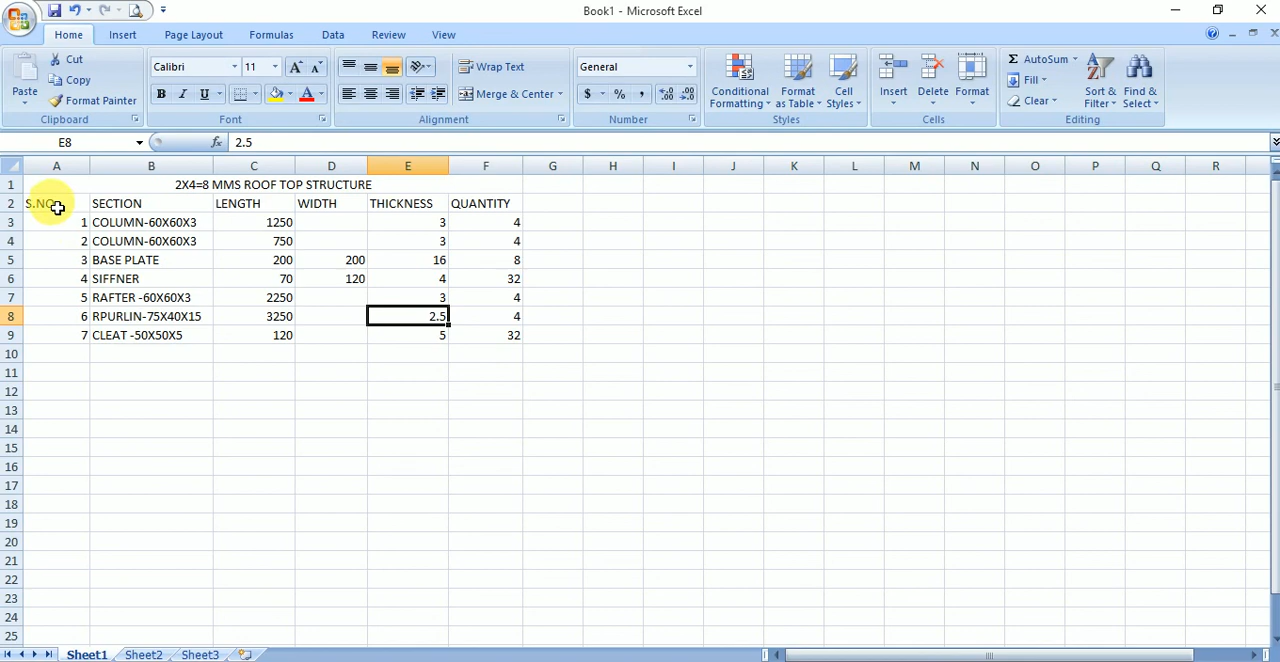 Book1 - Microsoft Excel
Home Insert Page Layout Formulas Data Review View
Paste
Cut
Copy
Format Painter
Clipboard
Calibri 11
B I U
Font
Wrap Text
Merge & Center
Alignment
General
$ % ,
Number
Conditional Formatting
Format as Table
Cell Styles
Styles
Insert Delete Format
Cells
Σ AutoSum
Fill
Clear
Sort & Filter
Find & Select
Editing
E8 fx 2.5
A B C D E F G H I J K L M N O P Q R
1 2X4=8 MMS ROOF TOP STRUCTURE
2 S.NO SECTION LENGTH WIDTH THICKNESS QUANTITY
3 1 COLUMN-60X60X3 1250 3 4
4 2 COLUMN-60X60X3 750 3 4
5 3 BASE PLATE 200 200 16 8
6 4 SIFFNER 70 120 4 32
7 5 RAFTER -60X60X3 2250 3 4
8 6 RPURLIN-75X40X15 3250 2.5 4
9 7 CLEAT -50X50X5 120 5 32
10
11
12
13
14
15
16
17
18
19
20
21
22
23
24
25
Sheet1 Sheet2 Sheet3